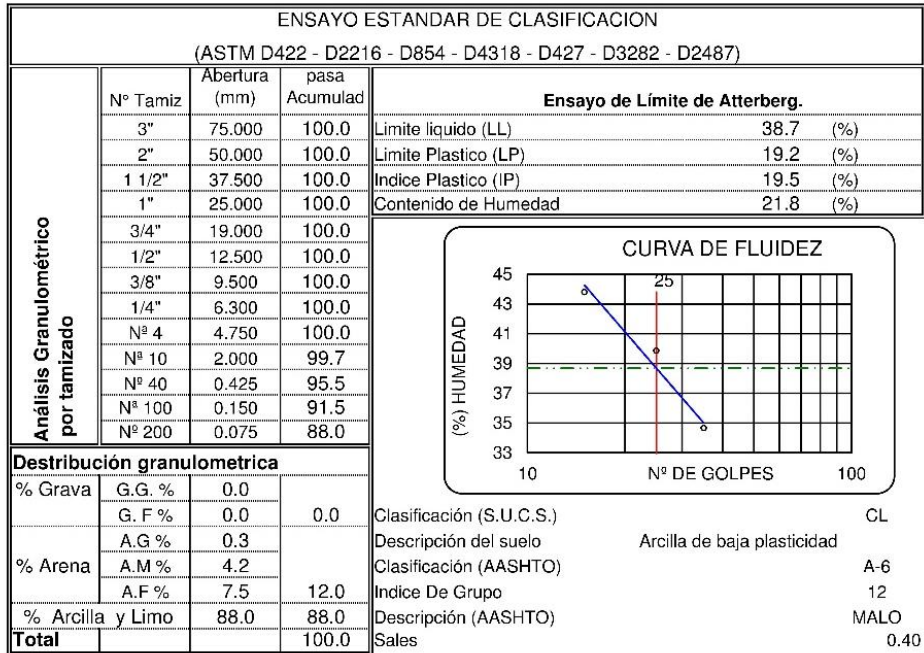 ENSAYO ESTANDAR DE CLASIFICACION
(ASTM D422 - D2216 - D854 - D4318 - D427 - D3282 - D2487)
Análisis Granulométrico
por tamizado
N° Tamiz Abertura (mm) pasa Acumulad
3" 75.000 100.0
2" 50.000 100.0
1 1/2" 37.500 100.0
1" 25.000 100.0
3/4" 19.000 100.0
1/2" 12.500 100.0
3/8" 9.500 100.0
1/4" 6.300 100.0
Nª 4 4.750 100.0
Nª 10 2.000 99.7
Nº 40 0.425 95.5
Nª 100 0.150 91.5
Nº 200 0.075 88.0
Destribución granulometrica
% Grava G.G. % 0.0
G. F % 0.0 0.0
A.G % 0.3
% Arena A.M % 4.2
A.F % 7.5 12.0
% Arcilla y Limo 88.0 88.0
Total 100.0
Ensayo de Límite de Atterberg.
Limite liquido (LL) 38.7 (%)
Limite Plastico (LP) 19.2 (%)
Indice Plastico (IP) 19.5 (%)
Contenido de Humedad 21.8 (%)
CURVA DE FLUIDEZ
(%) HUMEDAD
45
43
41
39
37
35
33
25
10 Nº DE GOLPES 100
Clasificación (S.U.C.S.) CL
Descripción del suelo Arcilla de baja plasticidad
Clasificación (AASHTO) A-6
Indice De Grupo 12
Descripción (AASHTO) MALO
Sales 0.40